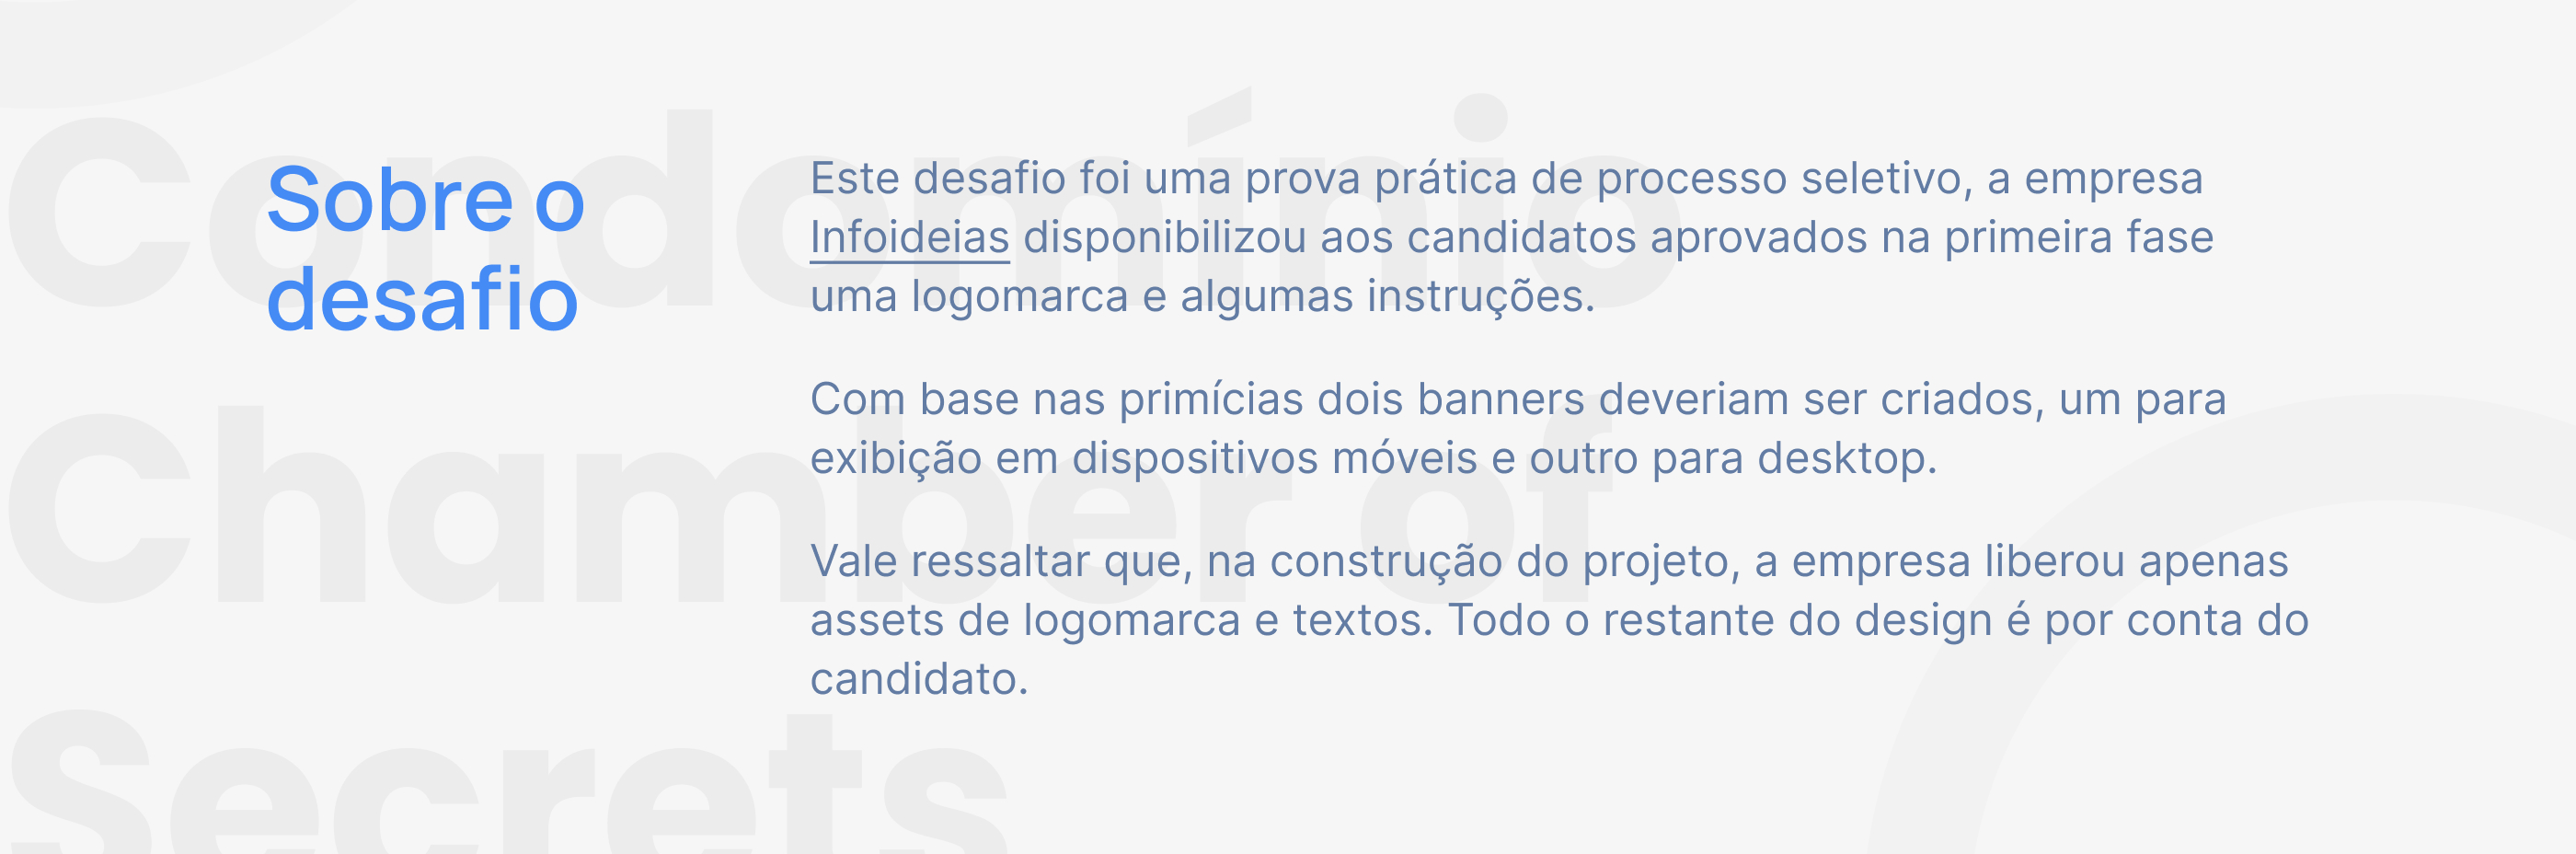 Condomínio
Chamber of
Secrets
Sobre o
desafio
Este desafio foi uma prova prática de processo seletivo, a empresa
Infoideias disponibilizou aos candidatos aprovados na primeira fase
uma logomarca e algumas instruções.
Com base nas primícias dois banners deveriam ser criados, um para
exibição em dispositivos móveis e outro para desktop.
Vale ressaltar que, na construção do projeto, a empresa liberou apenas
assets de logomarca e textos. Todo o restante do design é por conta do
candidato.